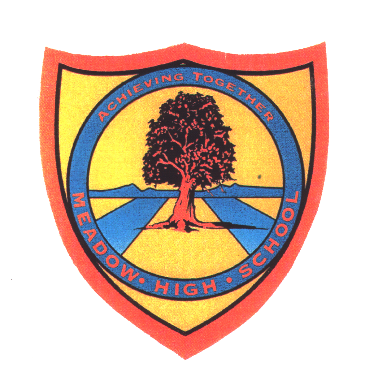 ACHIEVING TOGETHER
MEADOW • HIGH • SCHOOL